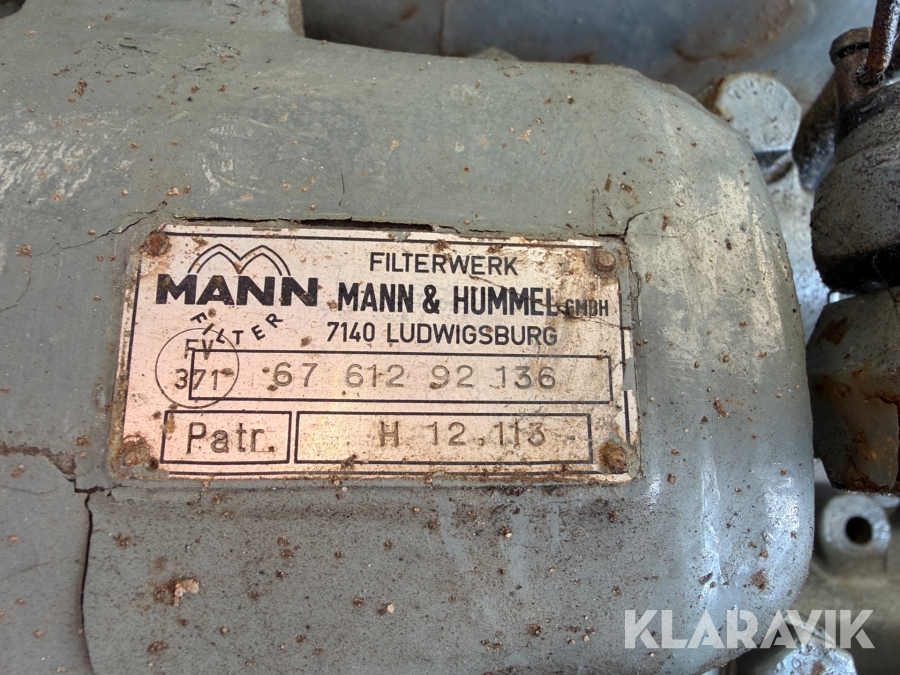 MANN
FILTER
FILTERWERK
MANN & HUMMEL GMBH
7140 LUDWIGSBURG
FV
371
67 612 92 136
Patr.
H 12.113
KLARAVIK